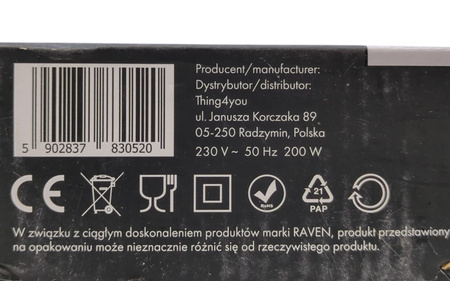 Producent/manufacturer:
Dystrybutor/distributor:
Thing4you
ul. Janusza Korczaka 89
05-250 Radzymin, Polska
230 V ~ 50 Hz 200 W
5 902837 830520
CE
RoHS
21
PAP
W związku z ciągłym doskonaleniem produktów marki RAVEN, produkt przedstawiony
na opakowaniu może nieznacznie różnić się od rzeczywistego produktu.